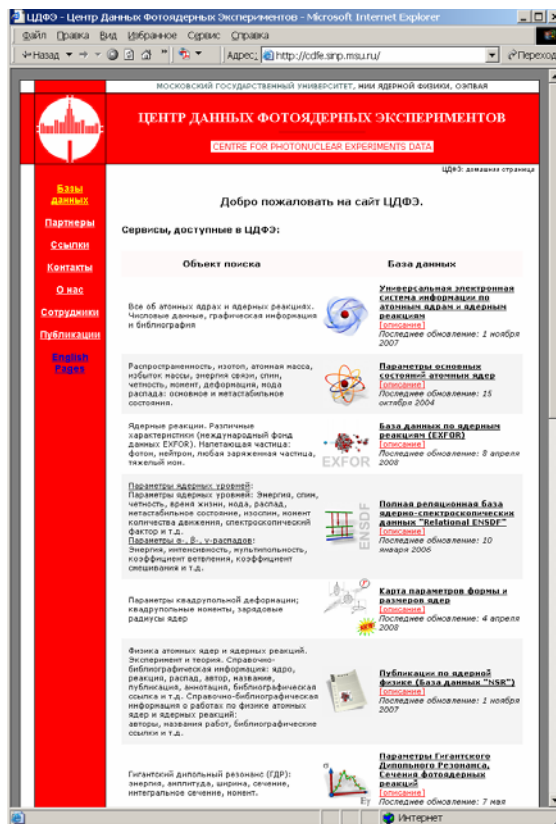 ЦДФЭ - Центр Данных Фотоядерных Экспериментов - Microsoft Internet Explorer
Файл Правка Вид Избранное Сервис Справка
Назад Адрес: http://cdfe.sinp.msu.ru/ Переход
МОСКОВСКИЙ ГОСУДАРСТВЕННЫЙ УНИВЕРСИТЕТ, НИИ ЯДЕРНОЙ ФИЗИКИ, ОЭПВАЯ
ЦЕНТР ДАННЫХ ФОТОЯДЕРНЫХ ЭКСПЕРИМЕНТОВ
CENTRE FOR PHOTONUCLEAR EXPERIMENTS DATA
ЦДФЭ: домашняя страница
Базы
данных
Партнеры
Ссылки
Контакты
О нас
Сотрудники
Публикации
English
Pages
Добро пожаловать на сайт ЦДФЭ.
Сервисы, доступные в ЦДФЭ:
Объект поиска База данных
Все об атомных ядрах и ядерных реакциях.
Числовые данные, графическая информация
и библиография
Универсальная электронная
система информации по
атомным ядрам и ядерным
реакциям
[описание]
Последнее обновление: 1 ноября
2007
Распространенность, изотоп, атомная масса,
избыток массы, энергия связи, спин,
четность, момент, деформация, мода
распада: основное и метастабильное
состояния.
Параметры основных
состояний атомных ядер
[описание]
Последнее обновление: 15
октября 2004
Ядерные реакции. Различные
характеристики (международный фонд
данных EXFOR). Налетающая частица:
фотон, нейтрон, любая заряженная частица,
тяжелый ион.
EXFOR
База данных по ядерным
реакциям (EXFOR)
[описание]
Последнее обновление: 8 апреля
2008
Параметры ядерных уровней:
Параметры ядерных уровней: Энергия, спин,
четность, время жизни, мода, распад,
метастабильное состояние, изоспин, момент
количества движения, спектроскопический
фактор и т.д.
Параметры α-, β-, γ-распадов:
Энергия, интенсивность, мультипольность,
коэффициент ветвления, коэффициент
смешивания и т.д.
ENSDF
Полная реляционная база
ядерно-спектроскопических
данных "Relational ENSDF"
[описание]
Последнее обновление: 10
января 2006
Параметры квадрупольной деформации;
квадрупольные моменты, зарядовые
радиусы ядер
Карта параметров формы и
размеров ядер
[описание]
Последнее обновление: 4 апреля
2008
Физика атомных ядер и ядерных реакций.
Эксперимент и теория. Справочно-
библиографическая информация: ядро,
реакция, распад, автор, название,
публикация, аннотация, библиографическая
ссылка и т.д. Справочно-библиографическая
информация о работах по физике атомных
ядер и ядерных реакций:
авторы, названия работ, библиографические
ссылки и т.д.
Публикации по ядерной
физике (База данных "NSR")
[описание]
Последнее обновление: 1 ноября
2007
Гигантский дипольный резонанс (ГДР):
энергия, амплитуда, ширина, сечение,
интегральное сечение, момент.
σ
Eγ
Параметры Гигантского
Дипольного Резонанса,
Сечения фотоядерных
реакций
[описание]
Последнее обновление: 7 мая
Интернет